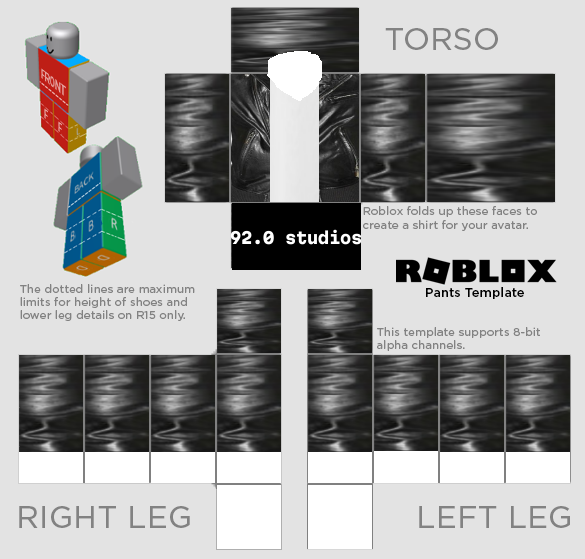 TORSO
FRONT
F
F
L
BACK
B
B
R
92.0 studios
Roblox folds up these faces to
create a shirt for your avatar.
ROBLOX
Pants Template
The dotted lines are maximum
limits for height of shoes and
lower leg details on R15 only.
This template supports 8-bit
alpha channels.
RIGHT LEG
LEFT LEG